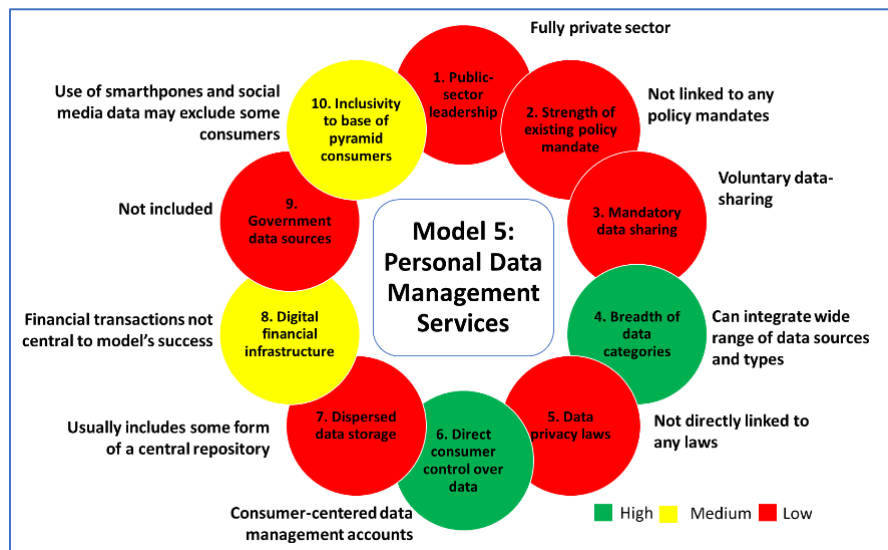 Fully private sector
1. Public-
sector
leadership
2. Strength of
existing policy
mandate
Not linked to any
policy mandates
Voluntary data-
sharing
3. Mandatory
data sharing
4. Breadth of
data
categories
Can integrate wide
range of data sources
and types
5. Data
privacy laws
Not directly linked to
any laws
6. Direct
consumer
control over
data
Consumer-centered data
management accounts
7. Dispersed
data storage
Usually includes some form
of a central repository
8. Digital
financial
infrastructure
Financial transactions not
central to model's success
9.
Government
data sources
Not included
10. Inclusivity
to base of
pyramid
consumers
Use of smarthpones and social
media data may exclude some
consumers
Model 5:
Personal Data
Management
Services
High
Medium
Low